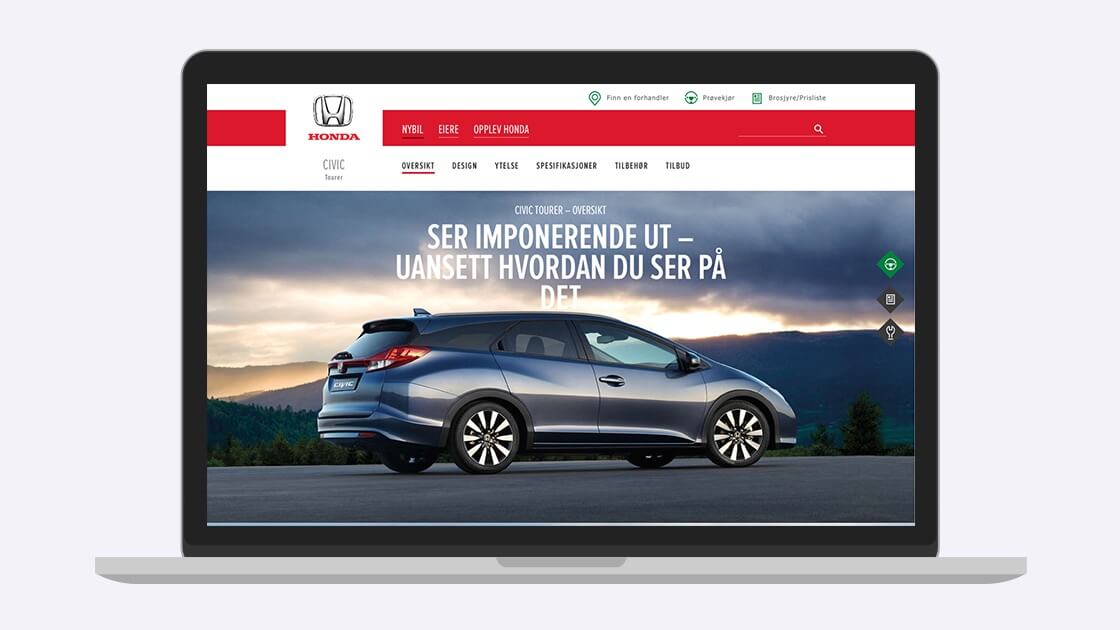 Finn en forhandler
Prøvekjør
Brosjyre/Prisliste
HONDA
NYBIL
EIERE
OPPLEV HONDA
CIVIC
Tourer
OVERSIKT
DESIGN
YTELSE
SPESIFIKASJONER
TILBEHØR
TILBUD
CIVIC TOURER – OVERSIKT
SER IMPONERENDE UT –
UANSETT HVORDAN DU SER PÅ
DET
CIVIC